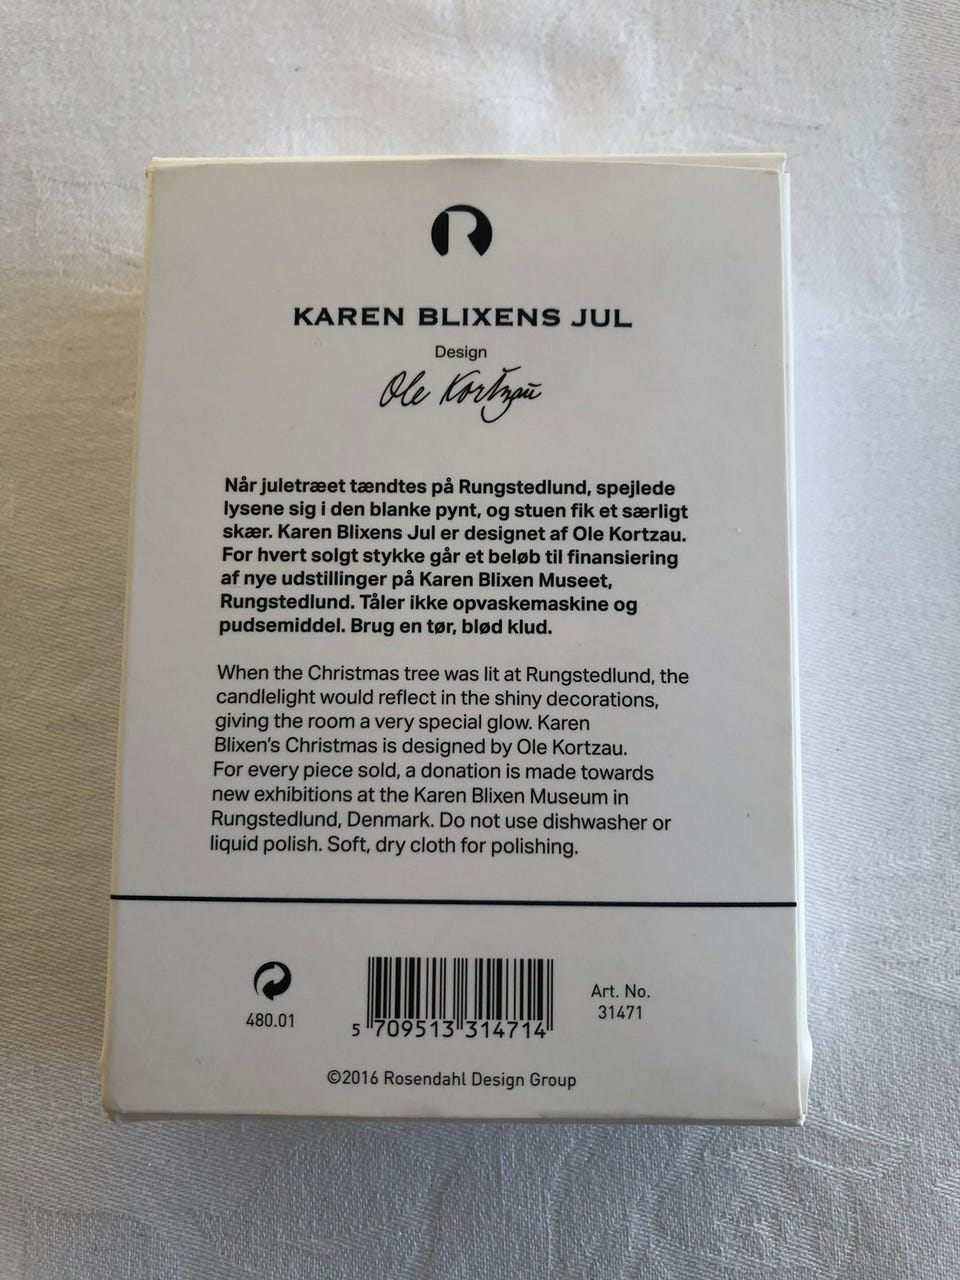 R
KAREN BLIXENS JUL
Design
Ole Kortzau
Når juletræet tændtes på Rungstedlund, spejlede
lysene sig i den blanke pynt, og stuen fik et særligt
skær. Karen Blixens Jul er designet af Ole Kortzau.
For hvert solgt stykke går et beløb til finansiering
af nye udstillinger på Karen Blixen Museet,
Rungstedlund. Tåler ikke opvaskemaskine og
pudsemiddel. Brug en tør, blød klud.
When the Christmas tree was lit at Rungstedlund, the
candlelight would reflect in the shiny decorations,
giving the room a very special glow. Karen
Blixen's Christmas is designed by Ole Kortzau.
For every piece sold, a donation is made towards
new exhibitions at the Karen Blixen Museum in
Rungstedlund, Denmark. Do not use dishwasher or
liquid polish. Soft, dry cloth for polishing.
480.01
5 709513 314714
Art. No.
31471
©2016 Rosendahl Design Group